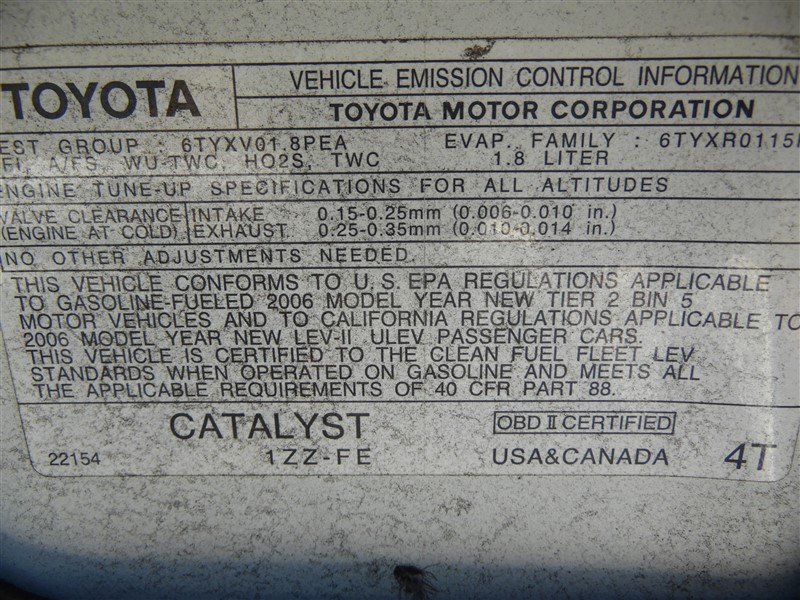 TOYOTA
VEHICLE EMISSION CONTROL INFORMATION
TOYOTA MOTOR CORPORATION
EST GROUP : 6TYXV01.8PEA EVAP. FAMILY : 6TYXR0115
FI, A/FS, WU-TWC, HO2S, TWC 1.8 LITER
ENGINE TUNE-UP SPECIFICATIONS FOR ALL ALTITUDES
VALVE CLEARANCE INTAKE 0.15-0.25mm (0.006-0.010 in.)
(ENGINE AT COLD) EXHAUST 0.25-0.35mm (0.010-0.014 in.)
NO OTHER ADJUSTMENTS NEEDED.
THIS VEHICLE CONFORMS TO U.S. EPA REGULATIONS APPLICABLE
TO GASOLINE-FUELED 2006 MODEL YEAR NEW TIER 2 BIN 5
MOTOR VEHICLES AND TO CALIFORNIA REGULATIONS APPLICABLE TO
2006 MODEL YEAR NEW LEV-II ULEV PASSENGER CARS.
THIS VEHICLE IS CERTIFIED TO THE CLEAN FUEL FLEET LEV
STANDARDS WHEN OPERATED ON GASOLINE AND MEETS ALL
THE APPLICABLE REQUIREMENTS OF 40 CFR PART 88.
CATALYST OBD II CERTIFIED
22154 1ZZ-FE USA&CANADA 4T